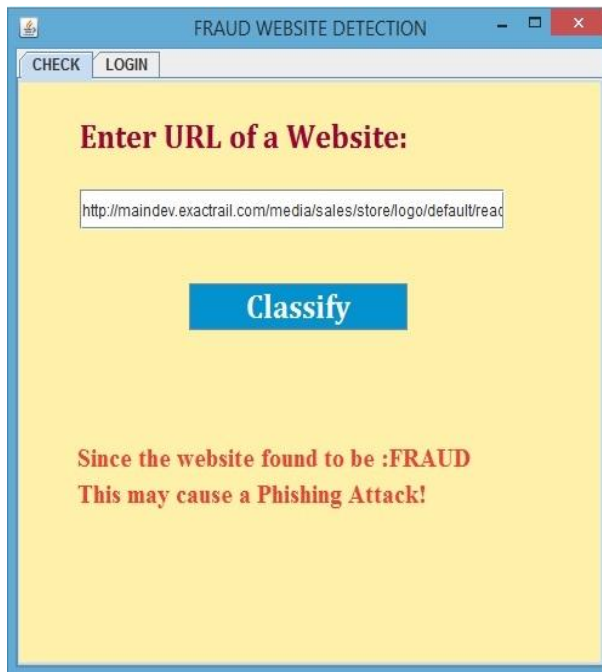 FRAUD WEBSITE DETECTION
CHECK LOGIN
Enter URL of a Website:
http://maindev.exactrail.com/media/sales/store/logo/default/reac
Classify
Since the website found to be :FRAUD
This may cause a Phishing Attack!